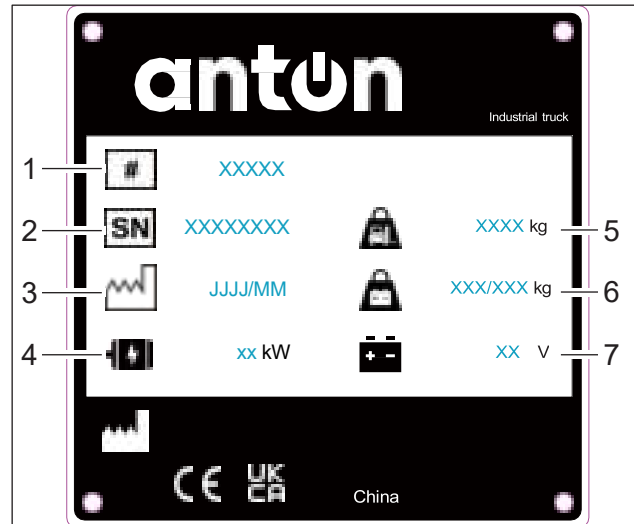 anton
Industrial truck
1 # XXXXX
2 SN XXXXXXXX XXXX kg 5
3 JJJJ/MM XXX/XXX kg 6
4 xx kW + - XX V 7
CE UK CA China